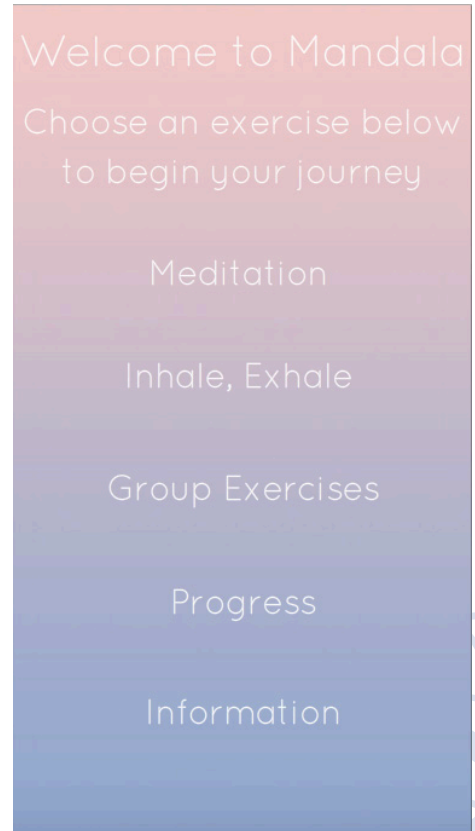 Welcome to Mandala
Choose an exercise below
to begin your journey
Meditation
Inhale, Exhale
Group Exercises
Progress
Information